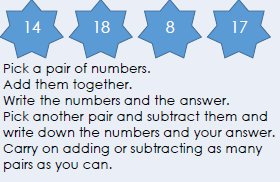 14 18 8 17
Pick a pair of numbers.
Add them together.
Write the numbers and the answer.
Pick another pair and subtract them and
write down the numbers and your answer.
Carry on adding or subtracting as many
pairs as you can.